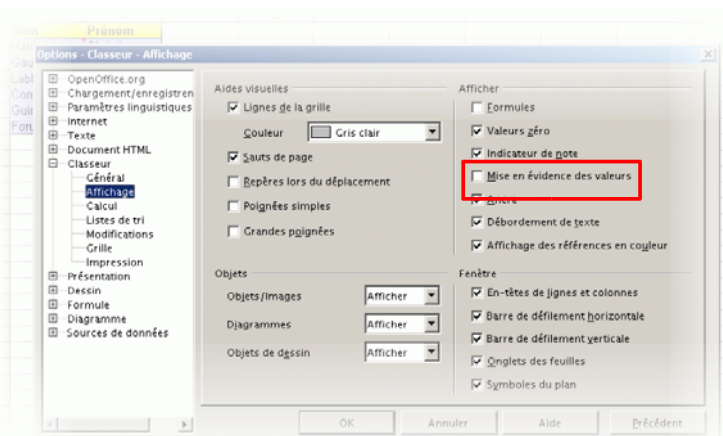 Prénom
Options - Classeur - Affichage
OpenOffice.org
Chargement/enregistren
Paramètres linguistiques
Internet
Texte
Document HTML
Classeur
Général
Affichage
Calcul
Listes de tri
Modifications
Grille
Impression
Présentation
Dessin
Formule
Diagramme
Sources de données
Aides visuelles
Lignes de la grille
Couleur Gris clair
Sauts de page
Repères lors du déplacement
Poignées simples
Grandes poignées
Afficher
Formules
Valeurs zéro
Indicateur de note
Mise en évidence des valeurs
Ancre
Débordement de texte
Affichage des références en couleur
Objets
Objets/Images Afficher
Diagrammes Afficher
Objets de dessin Afficher
Fenêtre
En-têtes de lignes et colonnes
Barre de défilement horizontale
Barre de défilement verticale
Onglets des feuilles
Symboles du plan
OK Annuler Aide Précédent